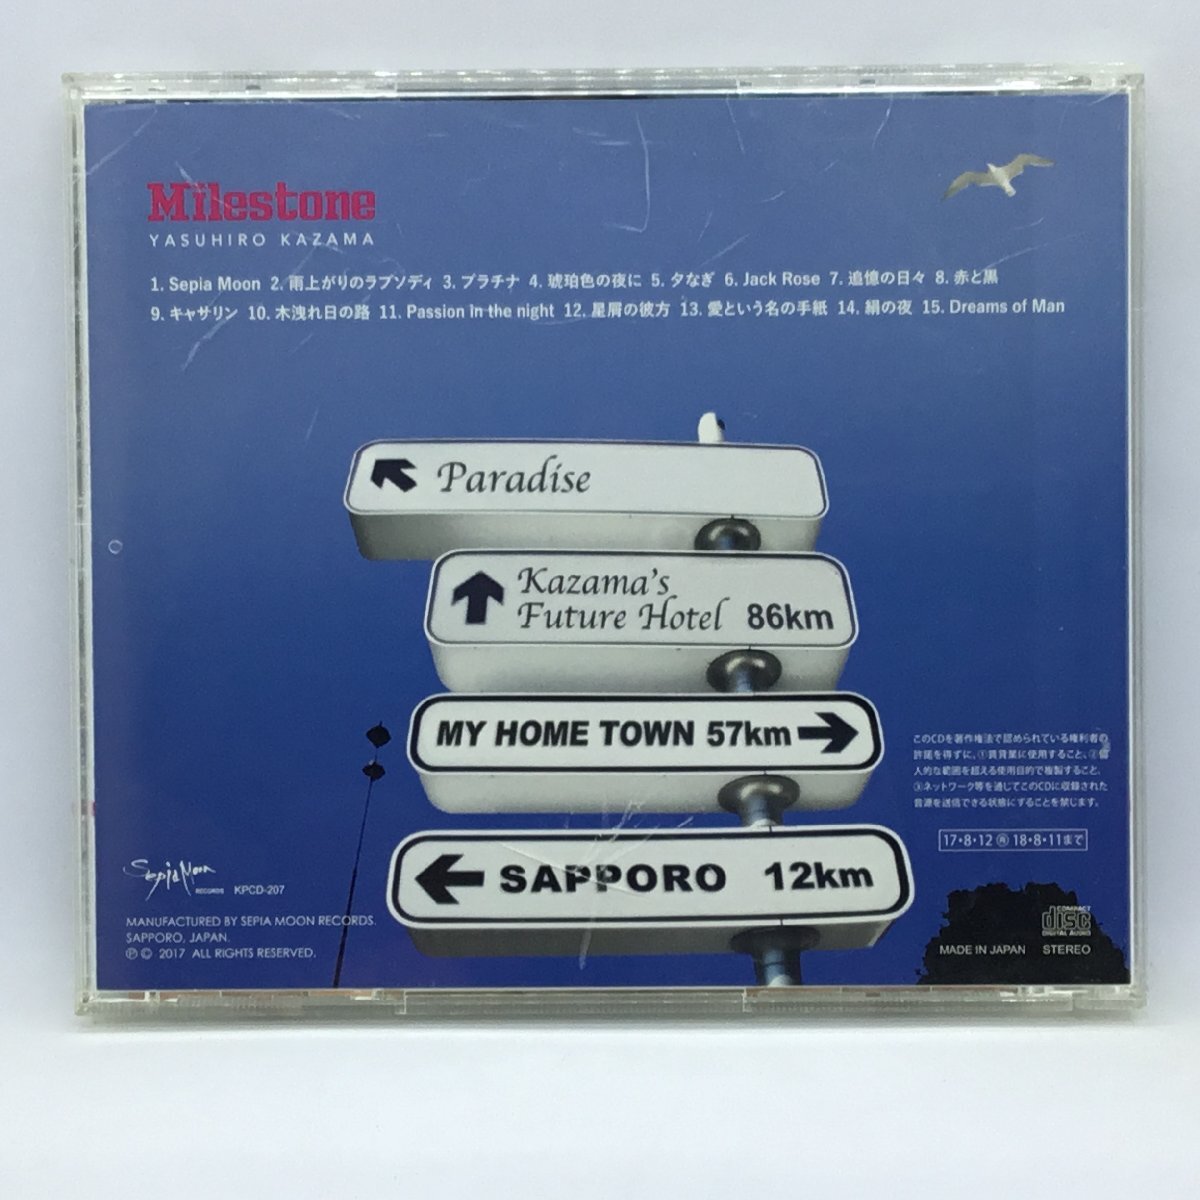 Milestone
YASUHIRO KAZAMA
1. Sepia Moon 2. 雨上がりのラプソディ 3. プラチナ 4. 琥珀色の夜に 5. 夕なぎ 6. Jack Rose 7. 追憶の日々 8. 赤と黒
9. キャサリン 10. 木洩れ日の路 11. Passion in the night 12. 星屑の彼方 13. 愛という名の手紙 14. 絹の夜 15. Dreams of Man
Paradise
Kazama's
Future Hotel 86km
MY HOME TOWN 57km
SAPPORO 12km
このCDを著作権法で認められている権利者の
許諾を得ずに、①賃貸業に使用すること、②個
人的な範囲を超える使用目的で複製すること、
③ネットワーク等を通じてこのCDに収録された
音源を送信できる状態にすることを禁じます。
17・8・12 ㊒ 18・8・11まで
Sepia Moon
RECORDS KPCD-207
MANUFACTURED BY SEPIA MOON RECORDS.
SAPPORO, JAPAN.
Ⓟ © 2017 ALL RIGHTS RESERVED.
COMPACT
disc
DIGITAL AUDIO
MADE IN JAPAN STEREO